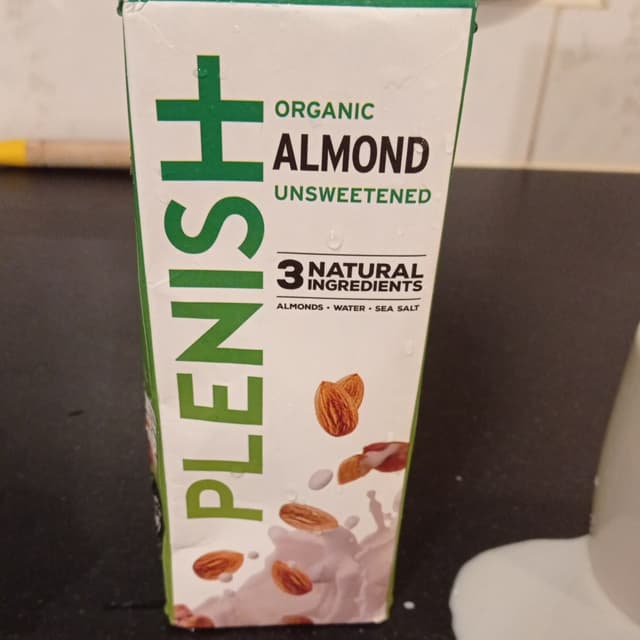 PLENISH
ORGANIC
ALMOND
UNSWEETENED
3 NATURAL
INGREDIENTS
ALMONDS • WATER • SEA SALT